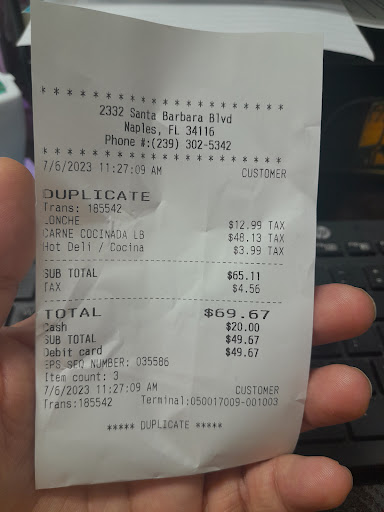 * * * * * * * * * * * * * * * * * * * *
2332 Santa Barbara Blvd
Naples, FL 34116
Phone #:(239) 302-5342
* * * * * * * * * * * * * * * * * * * *
7/6/2023 11:27:09 AM CUSTOMER
DUPLICATE
Trans: 185542
LONCHE $12.99 TAX
CARNE COCINADA LB $48.13 TAX
Hot Deli / Cocina $3.99 TAX
SUB TOTAL $65.11
TAX $4.56
TOTAL $69.67
Cash $20.00
SUB TOTAL $49.67
Debit card $49.67
EPS SEQ NUMBER: 035586
Item count: 3
7/6/2023 11:27:09 AM CUSTOMER
Trans:185542 Terminal:050017009-001003
***** DUPLICATE *****